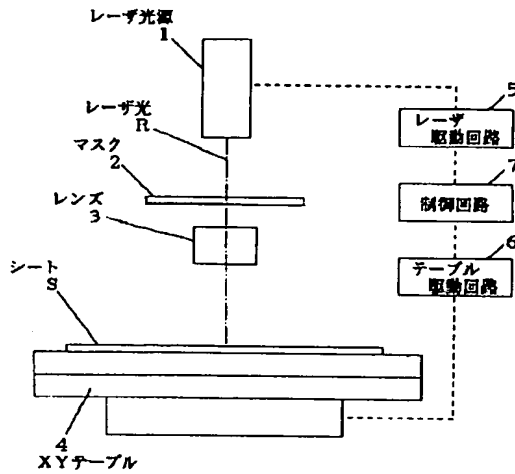 レーザ光源
1
レーザ光
R
マスク
2
レンズ
3
シート
S
4
XYテーブル
5
レーザ
駆動回路
7
制御回路
6
テーブル
駆動回路